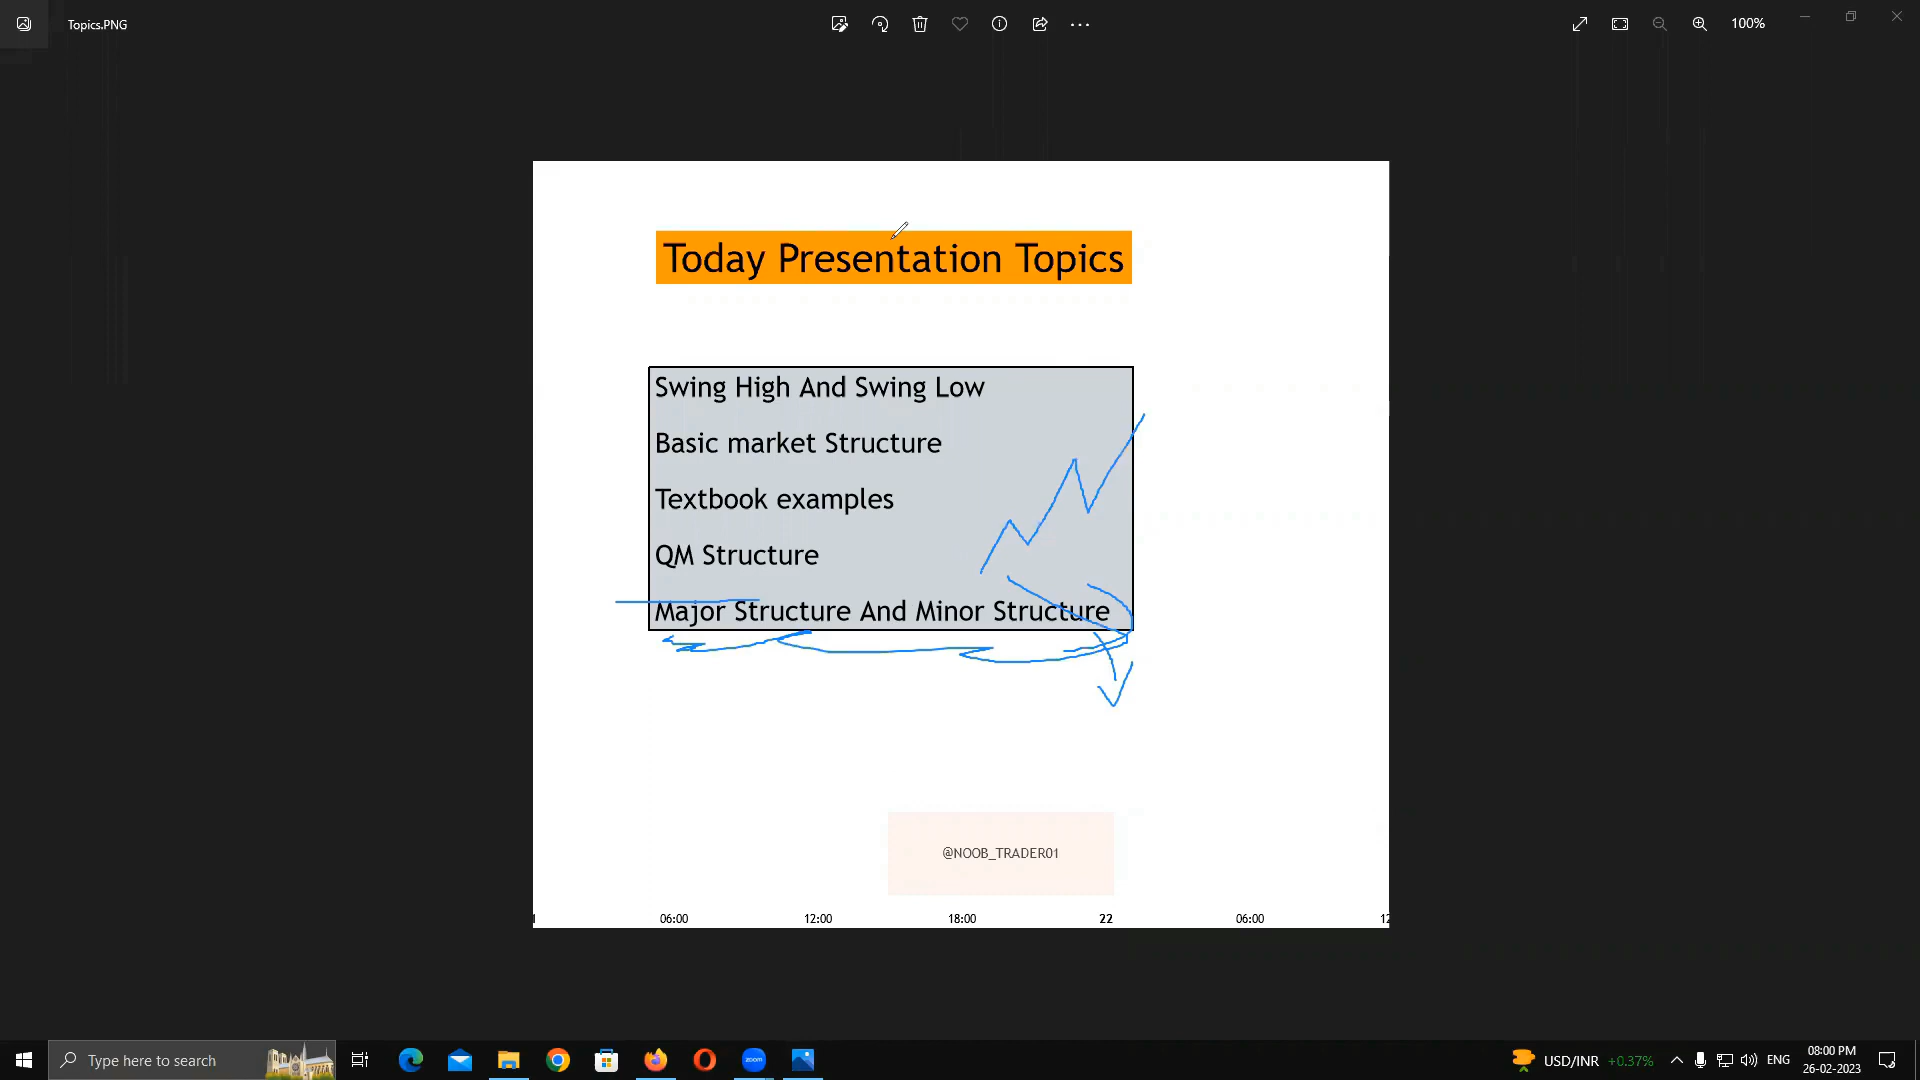 Topics.PNG
100%
Today Presentation Topics
Swing High And Swing Low
Basic market Structure
Textbook examples
QM Structure
Major Structure And Minor Structure
@NOOB_TRADER01
06:00 12:00 18:00 22 06:00 12
Type here to search
zoom
USD/INR +0.37%
ENG
08:00 PM
26-02-2023